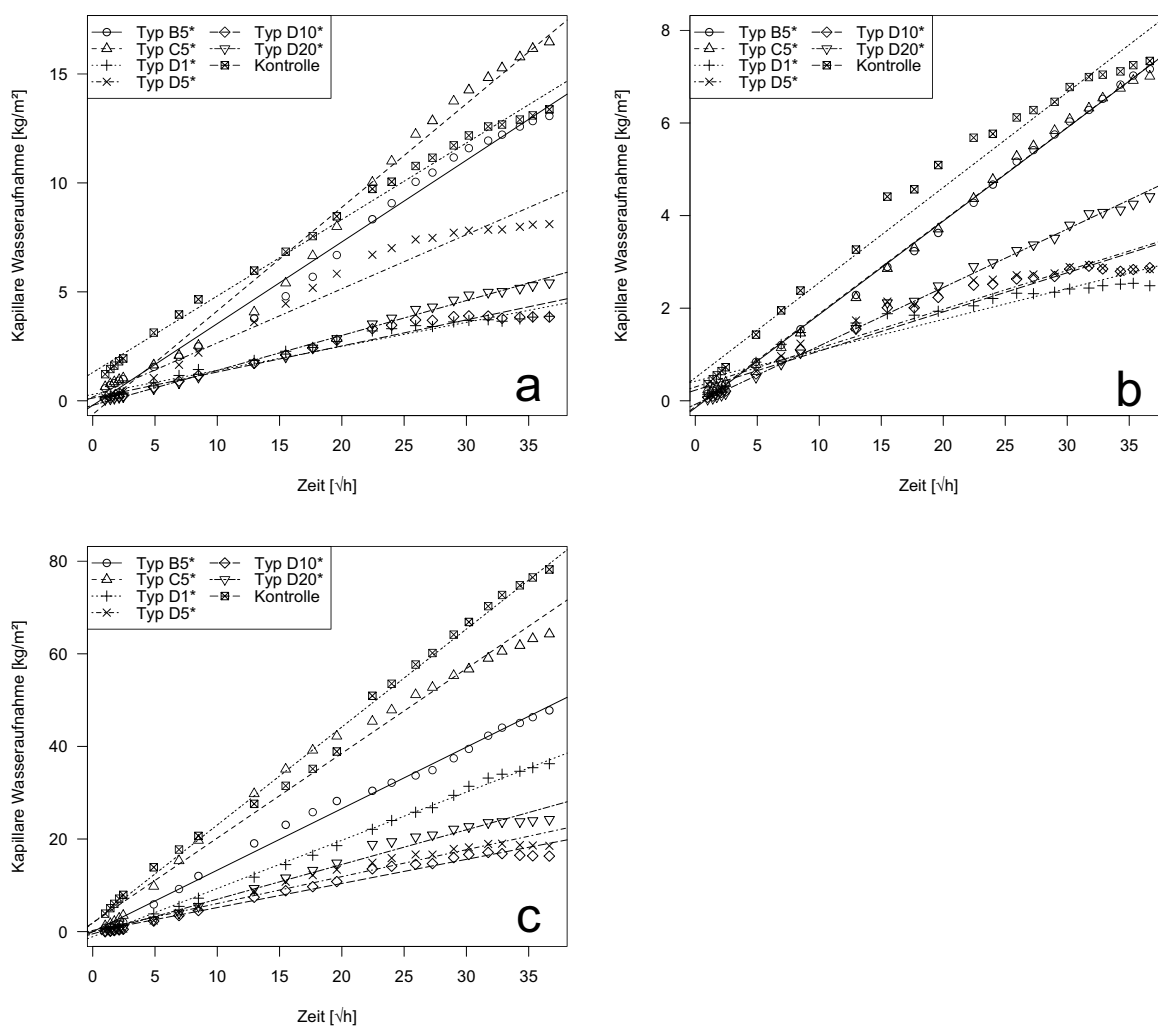 Typ B5* Typ D10*
Typ C5* Typ D20*
Typ D1* Kontrolle
Typ D5*
Kapillare Wasseraufnahme [kg/m²]
15
10
5
0
a
0 5 10 15 20 25 30 35
Zeit [√h]
Typ B5* Typ D10*
Typ C5* Typ D20*
Typ D1* Kontrolle
Typ D5*
Kapillare Wasseraufnahme [kg/m²]
8
6
4
2
0
b
0 5 10 15 20 25 30 35
Zeit [√h]
Typ B5* Typ D10*
Typ C5* Typ D20*
Typ D1* Kontrolle
Typ D5*
Kapillare Wasseraufnahme [kg/m²]
80
60
40
20
0
c
0 5 10 15 20 25 30 35
Zeit [√h]